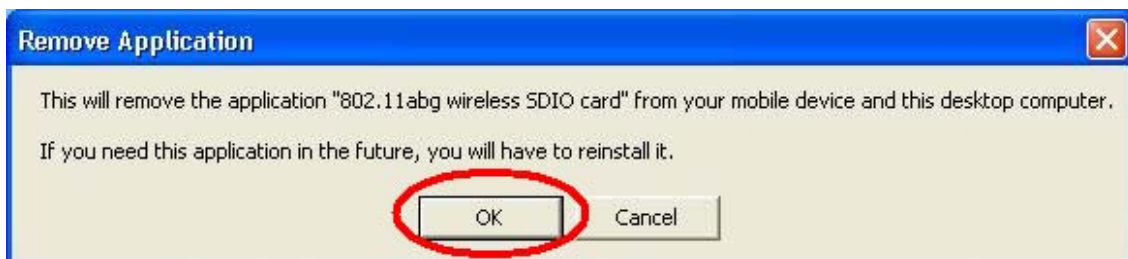 Remove Application
This will remove the application "802.11abg wireless SDIO card" from your mobile device and this desktop computer.
If you need this application in the future, you will have to reinstall it.
OK Cancel